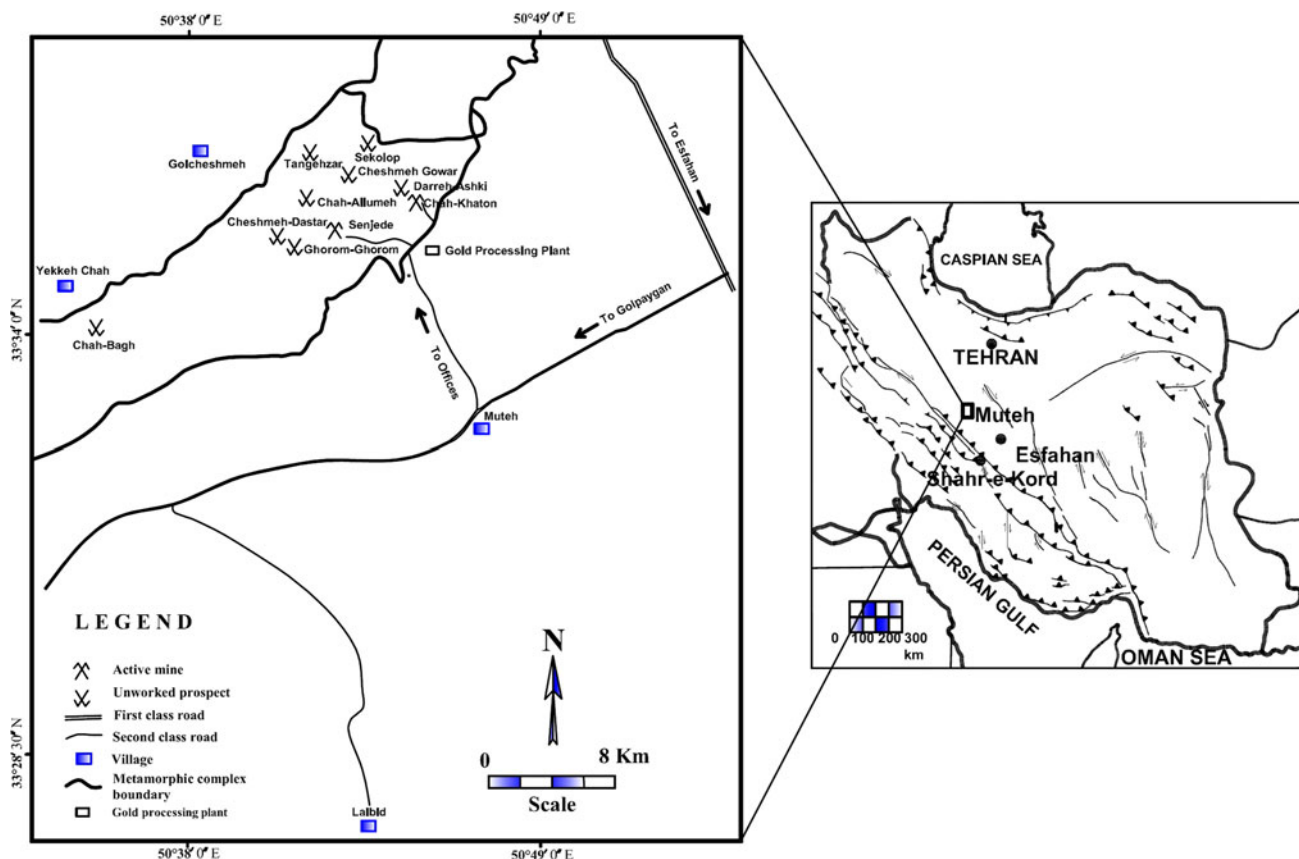 50°38′ 0″ E
50°49′ 0″ E
To Esfahan
Golcheshmeh
Tangehzar
Sekolop
Cheshmeh Gowar
Darreh-Ashki
Chah-Allumeh
Chah-Khaton
Cheshmeh-Dastar
Senjede
Ghorom-Ghorom
Gold Processing Plant
Yekkeh Chah
To Golpaygan
33°34′ 0″ N
Chah-Bagh
To Offices
Muteh
LEGEND
Active mine
Unworked prospect
First class road
Second class road
Village
Metamorphic complex
boundary
Gold processing plant
N
0 8 Km
Scale
33°28′ 30″ N
Laibid
50°38′ 0″ E
50°49′ 0″ E
CASPIAN SEA
TEHRAN
Muteh
Esfahan
Shahr-e-Kord
PERSIAN GULF
0 100 200 300
km
OMAN SEA